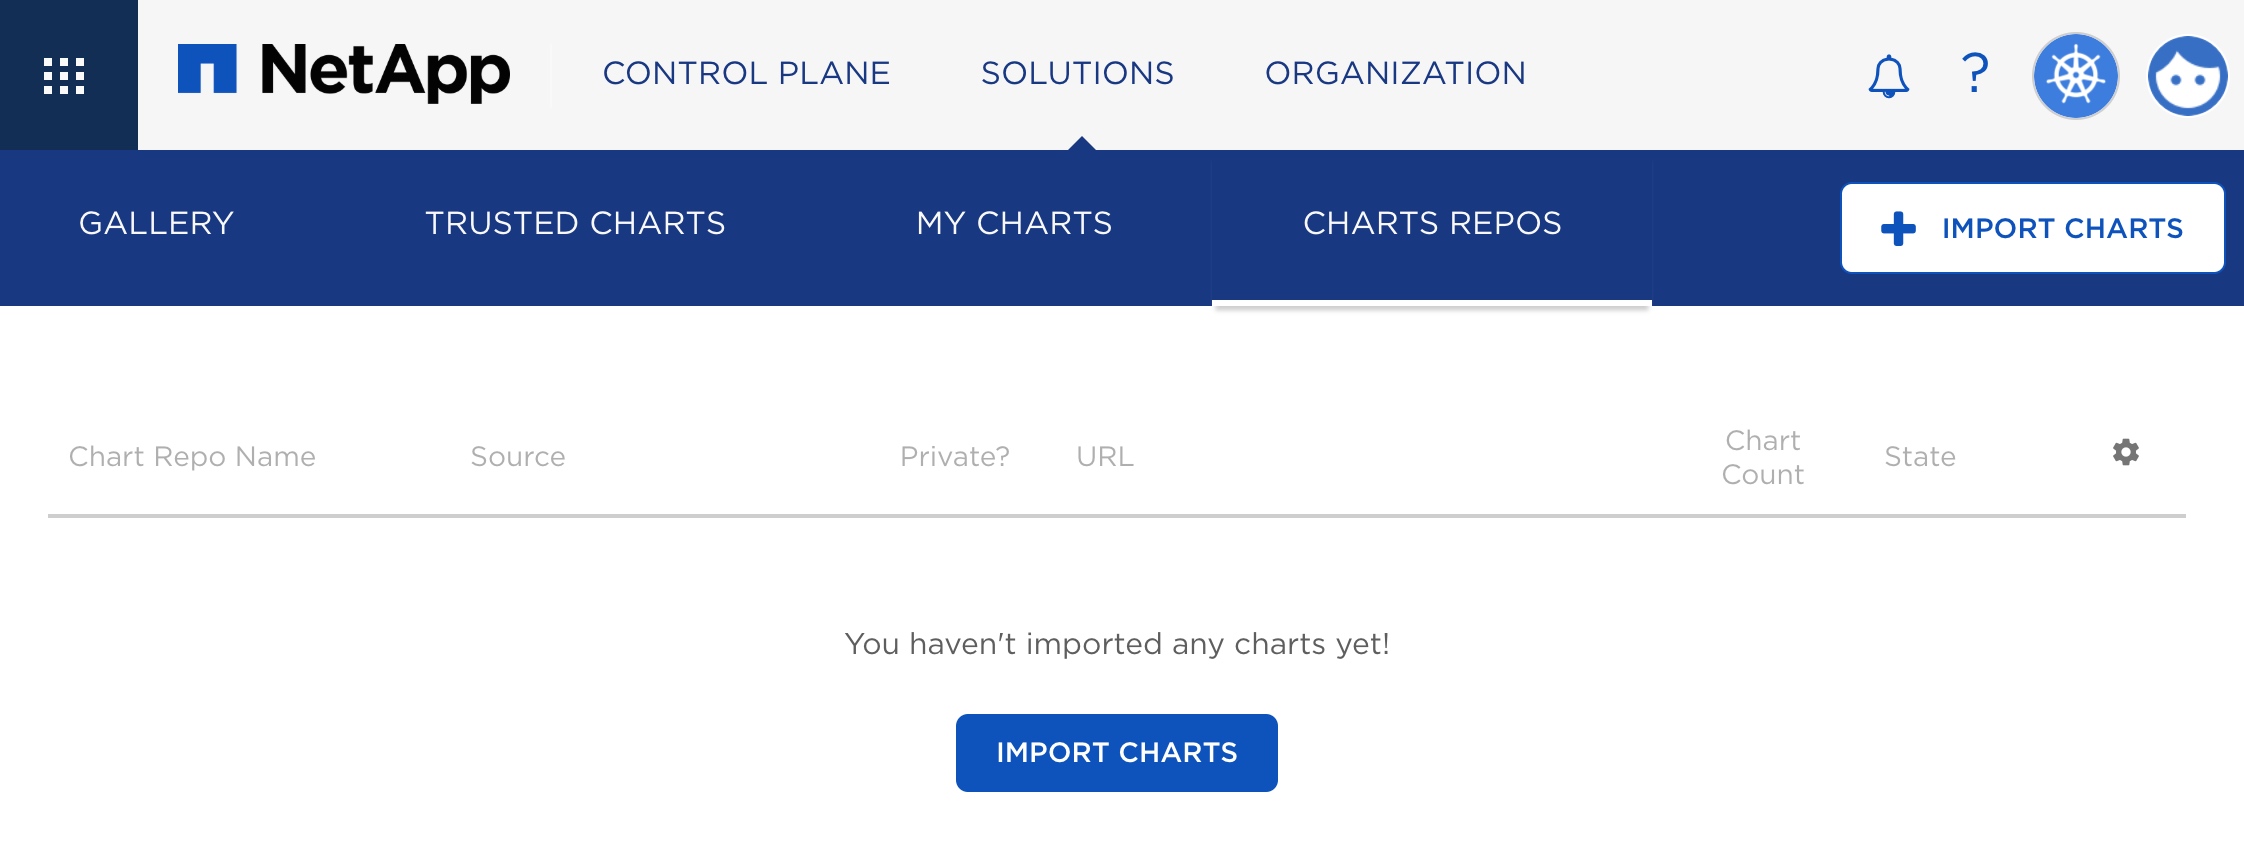 NetApp CONTROL PLANE SOLUTIONS ORGANIZATION ?
GALLERY TRUSTED CHARTS MY CHARTS CHARTS REPOS IMPORT CHARTS
Chart Repo Name Source Private? URL Chart Count State
You haven't imported any charts yet!
IMPORT CHARTS